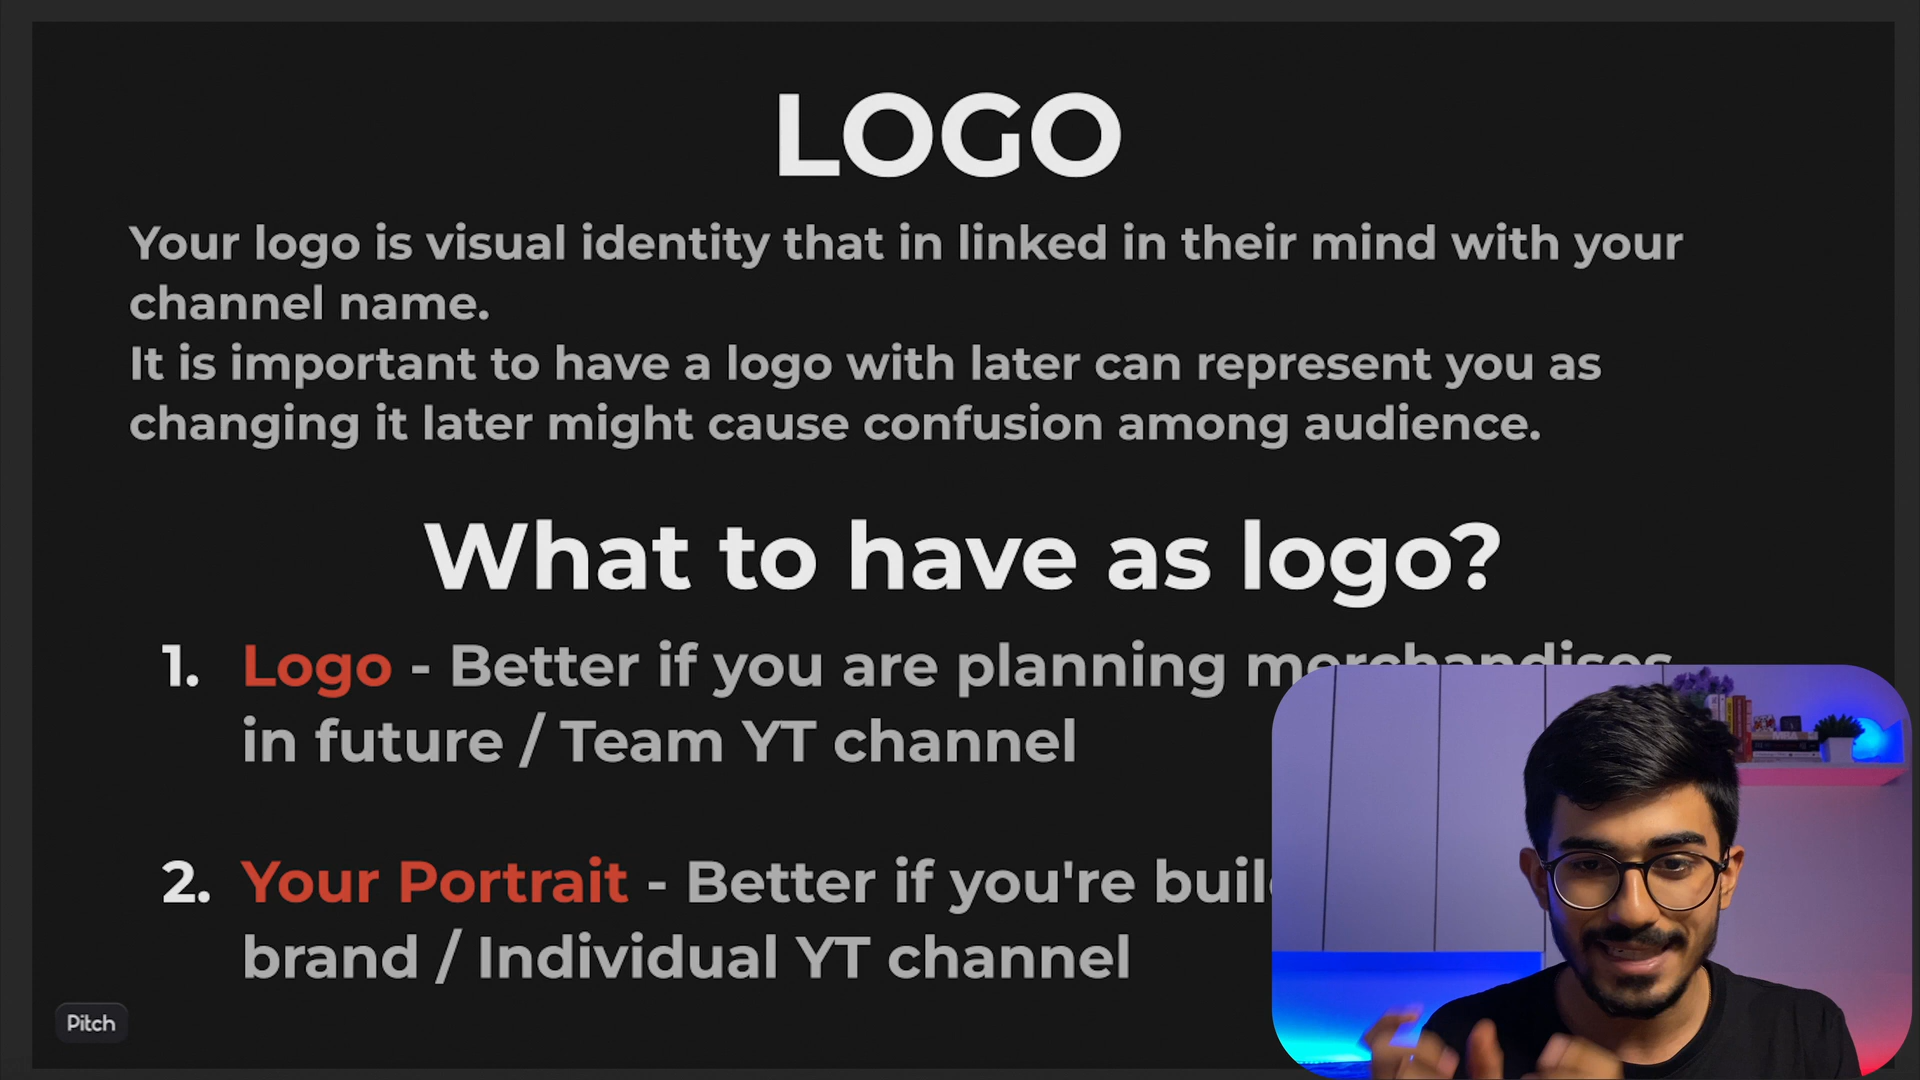 LOGO
Your logo is visual identity that in linked in their mind with your
channel name.
It is important to have a logo with later can represent you as
changing it later might cause confusion among audience.
What to have as logo?
1. Logo - Better if you are planning merchandises
in future / Team YT channel
2. Your Portrait - Better if you're
brand / Individual YT channel
Pitch